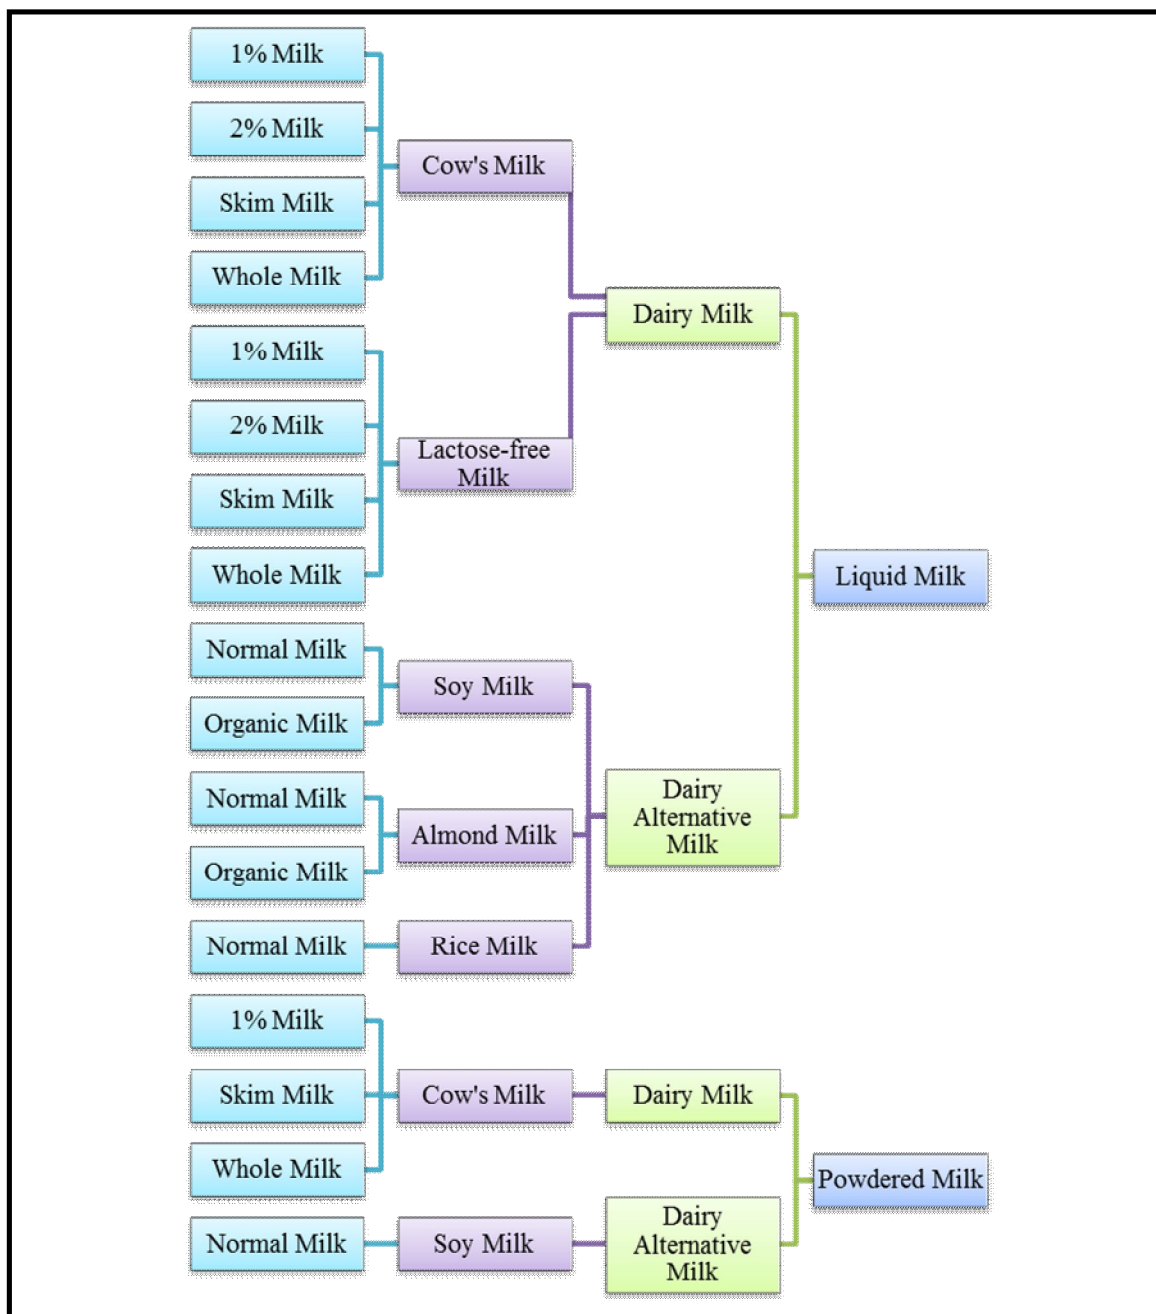 1% Milk
2% Milk
Cow's Milk
Skim Milk
Whole Milk
Dairy Milk
1% Milk
2% Milk
Lactose-free
Milk
Skim Milk
Whole Milk
Liquid Milk
Normal Milk
Soy Milk
Organic Milk
Normal Milk
Dairy
Alternative
Milk
Almond Milk
Organic Milk
Normal Milk
Rice Milk
1% Milk
Skim Milk
Cow's Milk
Dairy Milk
Whole Milk
Powdered Milk
Normal Milk
Soy Milk
Dairy
Alternative
Milk